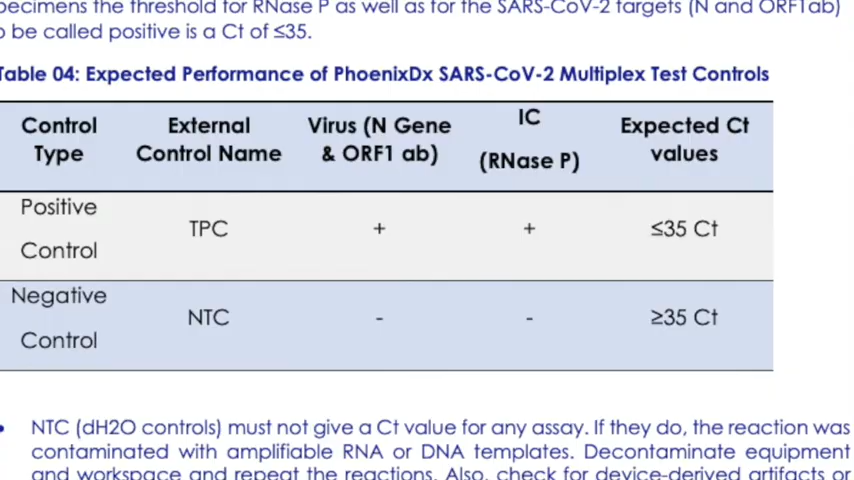 pecimens the threshold for RNase P as well as for the SARS-CoV-2 targets (N and ORF1ab)
o be called positive is a Ct of ≤35.
Table 04: Expected Performance of PhoenixDx SARS-CoV-2 Multiplex Test Controls
Control Type External Control Name Virus (N Gene & ORF1 ab) IC (RNase P) Expected Ct values
Positive Control TPC + + ≤35 Ct
Negative Control NTC - - ≥35 Ct
• NTC (dH2O controls) must not give a Ct value for any assay. If they do, the reaction was
contaminated with amplifiable RNA or DNA templates. Decontaminate equipment
and workspace and repeat the reactions. Also, check for device-derived artifacts or